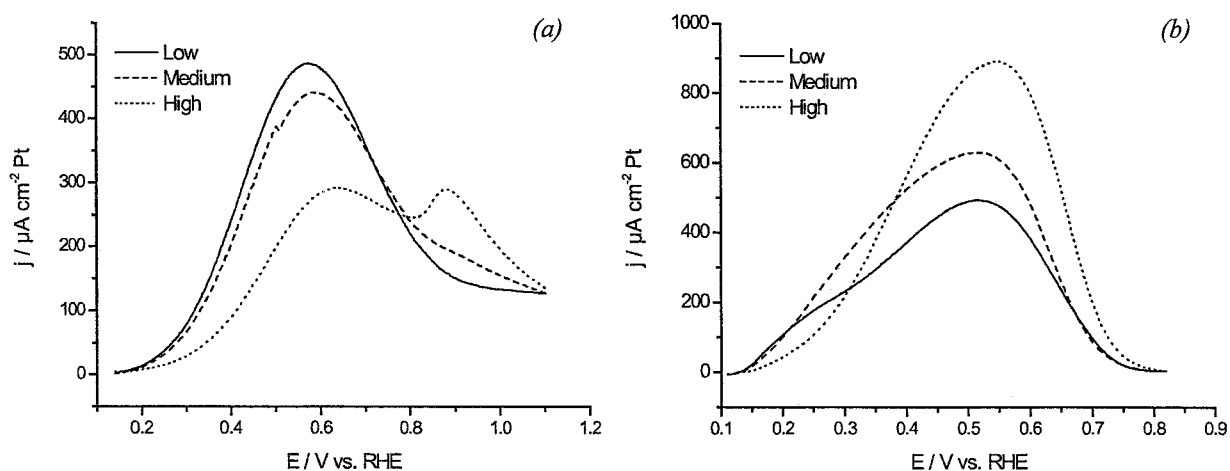 (a)
Low
Medium
High
500
400
300
200
100
0
j / µA cm⁻² Pt
0.2 0.4 0.6 0.8 1.0 1.2
E / V vs. RHE
(b)
Low
Medium
High
1000
800
600
400
200
0
j / µA cm⁻² Pt
0.1 0.2 0.3 0.4 0.5 0.6 0.7 0.8 0.9
E / V vs. RHE